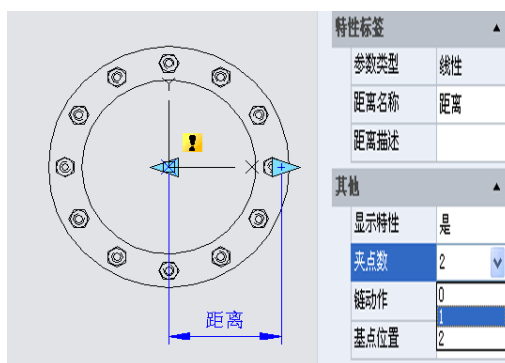 特性标签
参数类型 线性
距离名称 距离
距离描述
其他
显示特性 是
夹点数 2
链动作 0
1
基点位置 2
Y
X
距离